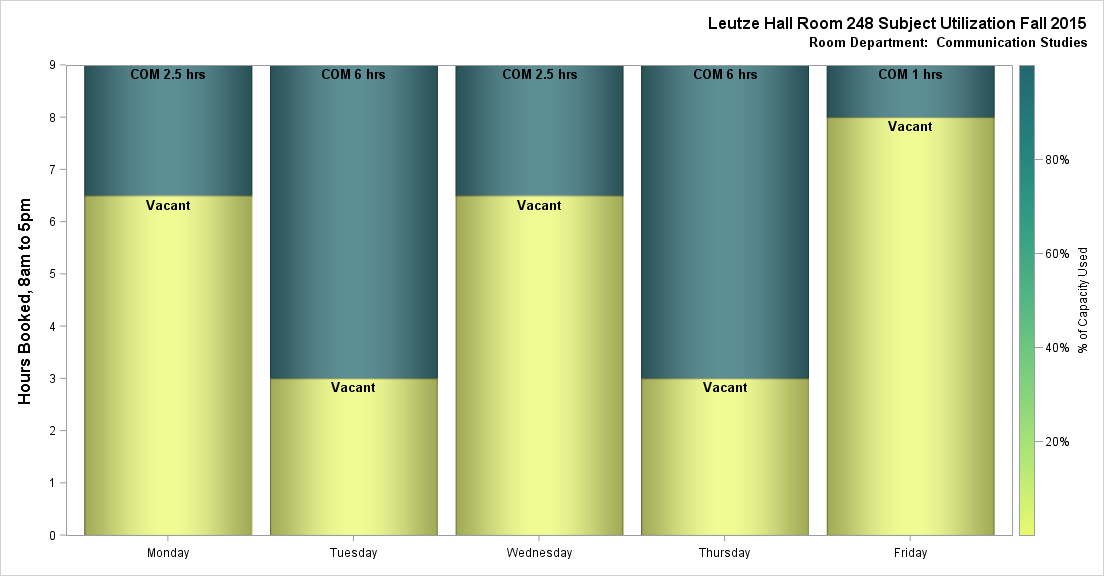 Leutze Hall Room 248 Subject Utilization Fall 2015
Room Department:  Communication Studies
Hours Booked, 8am to 5pm
9
8
7
6
5
4
3
2
1
0
COM 2.5 hrs
Vacant
COM 6 hrs
Vacant
COM 2.5 hrs
Vacant
COM 6 hrs
Vacant
COM 1 hrs
Vacant
Monday
Tuesday
Wednesday
Thursday
Friday
80%
60%
40%
20%
% of Capacity Used